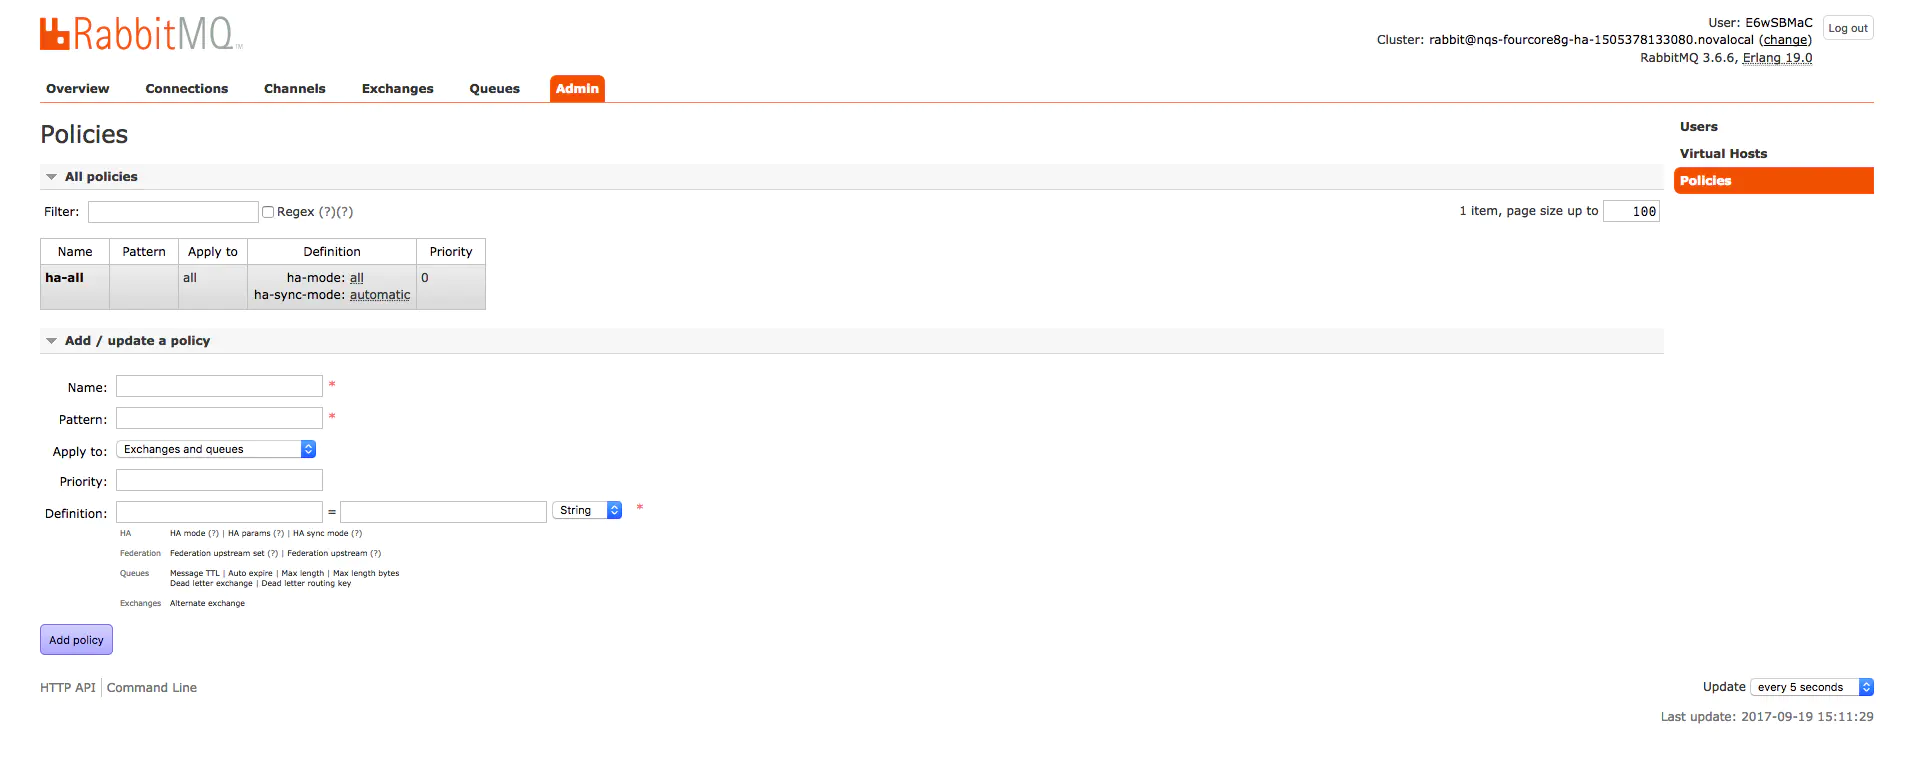 RabbitMQ™
User: E6wSBMaC
Log out
Cluster: rabbit@nqs-fourcore8g-ha-1505378133080.novalocal (change)
RabbitMQ 3.6.6, Erlang 19.0
Overview Connections Channels Exchanges Queues Admin
Policies
Users
Virtual Hosts
Policies
All policies
Filter: Regex (?)(?)
1 item, page size up to 100
Name Pattern Apply to Definition Priority
ha-all all ha-mode: all 0
ha-sync-mode: automatic
Add / update a policy
Name: *
Pattern: *
Apply to: Exchanges and queues
Priority:
Definition: = String *
HA HA mode (?) | HA params (?) | HA sync mode (?)
Federation Federation upstream set (?) | Federation upstream (?)
Queues Message TTL | Auto expire | Max length | Max length bytes
Dead letter exchange | Dead letter routing key
Exchanges Alternate exchange
Add policy
HTTP API Command Line
Update every 5 seconds
Last update: 2017-09-19 15:11:29